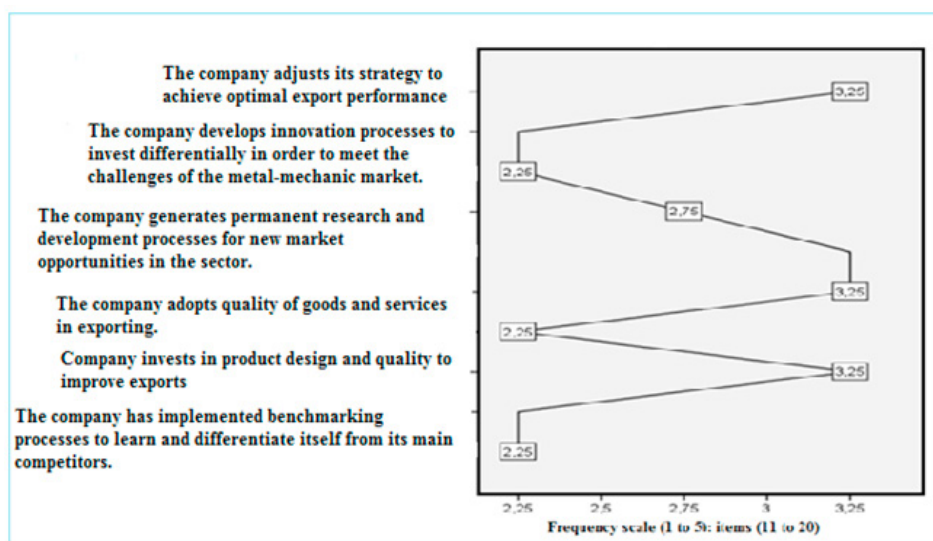 The company adjusts its strategy to
achieve optimal export performance
The company develops innovation processes to
invest differentially in order to meet the
challenges of the metal-mechanic market.
The company generates permanent research and
development processes for new market
opportunities in the sector.
The company adopts quality of goods and services
in exporting.
Company invests in product design and quality to
improve exports
The company has implemented benchmarking
processes to learn and differentiate itself from its main
competitors.
3,25
2,25
2,75
3,25
2,25
3,25
2,25
2,25 2,5 2,75 3 3,25
Frequency scale (1 to 5): items (11 to 20)